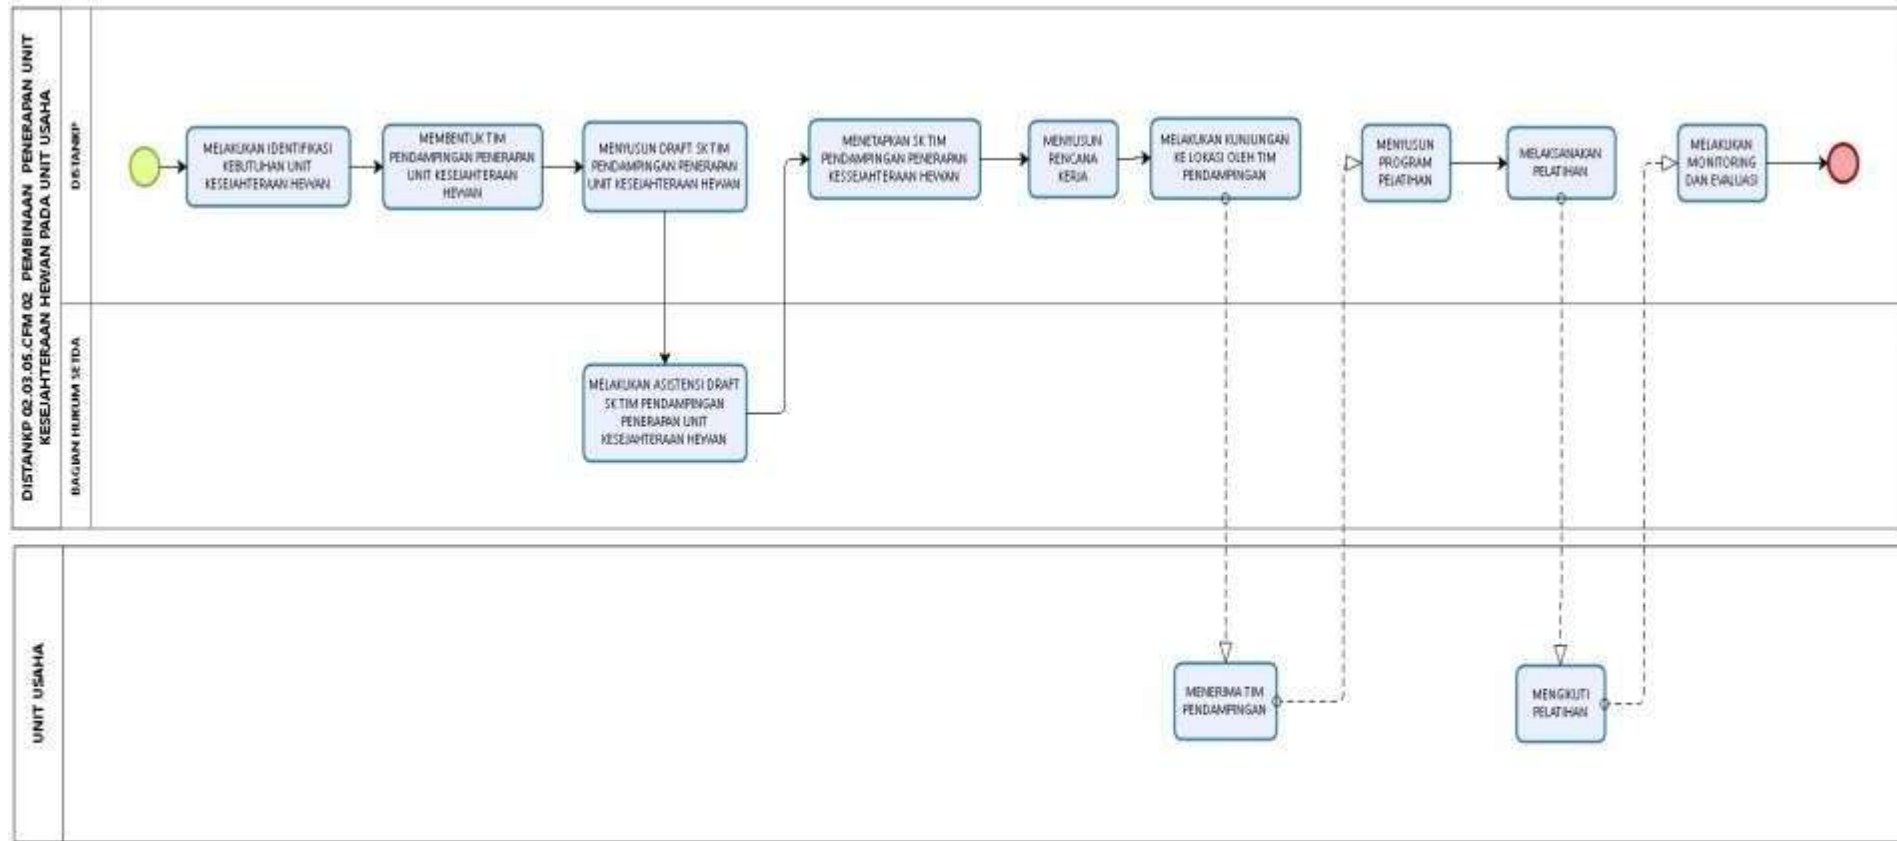 DISTANKP 02.03.05.CFM 02 PEMBINAAN PENERAPAN UNIT
KESEJAHTERAAN HEWAN PADA UNIT USAHA
DISTANKP
MELAKUKAN IDENTIFIKASI
KEBUTUHAN UNIT
KESEJAHTERAAN HEWAN
MEMBENTUK TIM
PENDAMPINGAN PENERAPAN
UNIT KESEJAHTERAAN
HEWAN
MENYUSUN DRAFT SK TIM
PENDAMPINGAN PENERAPAN
UNIT KESEJAHTERAAN HEWAN
MENETAPKAN SK TIM
PENDAMPINGAN PENERAPAN
KESSEJAHTERAAN HEWAN
MENYUSUN
RENCANA
KERJA
MELAKUKAN KUNJUNGAN
KE LOKASI OLEH TIM
PENDAMPINGAN
MENYUSUN
PROGRAM
PELATIHAN
MELAKSANAKAN
PELATIHAN
MELAKUKAN
MONITORING
DAN EVALUASI
BAGIAN HUKUM SETDA
MELAKUKAN ASISTENSI DRAFT
SK TIM PENDAMPINGAN
PENERAPAN UNIT
KESEJAHTERAAN HEWAN
UNIT USAHA
MENERIMA TIM
PENDAMPINGAN
MENGIKUTI
PELATIHAN